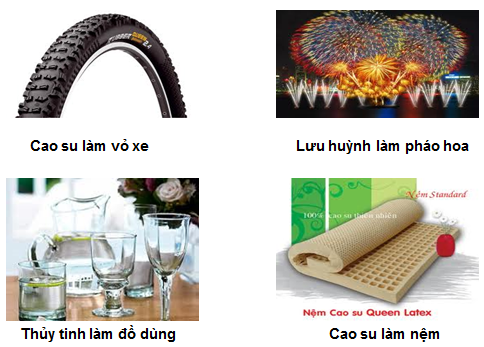 Cao su làm vỏ xe
Lưu huỳnh làm pháo hoa
Nệm Standard
100% cao su thiên nhiên
Nệm Cao su Queen Latex
Thủy tinh làm đồ dùng
Cao su làm nệm